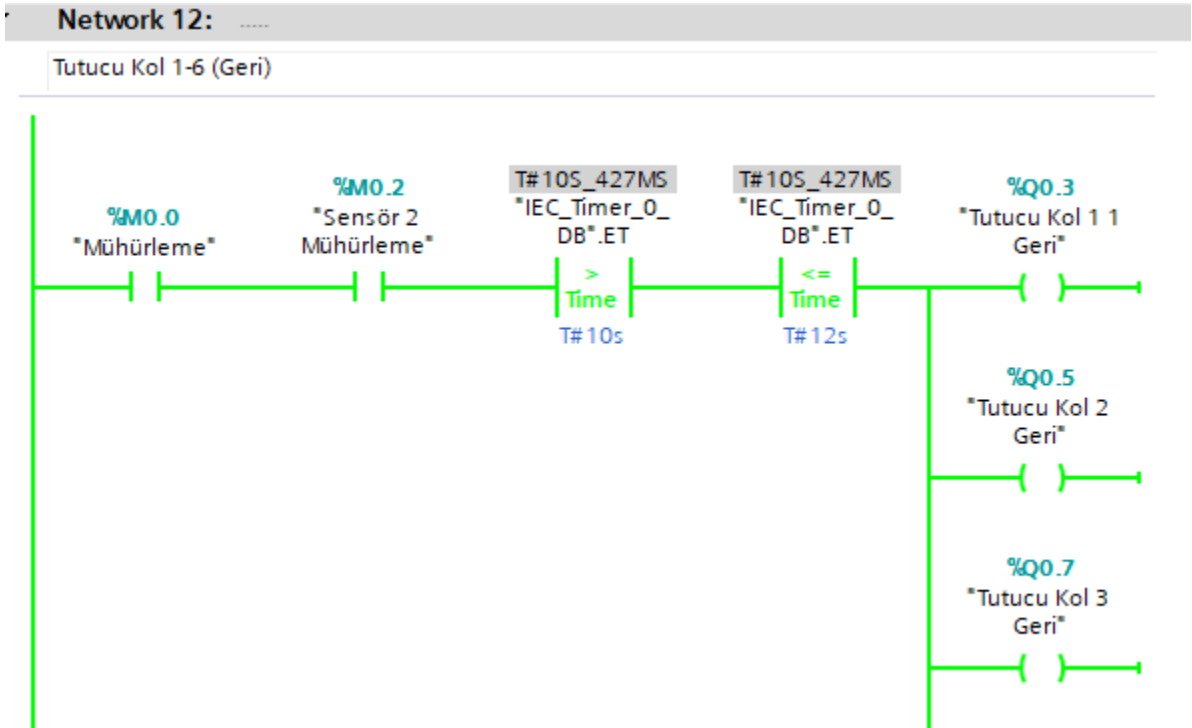 Network 12: .....
Tutucu Kol 1-6 (Geri)
%M0.0
"Mühürleme"
%M0.2
"Sensör 2
Mühürleme"
T#10S_427MS
"IEC_Timer_0_
DB".ET
>
Time
T#10s
T#10S_427MS
"IEC_Timer_0_
DB".ET
<=
Time
T#12s
%Q0.3
"Tutucu Kol 1 1
Geri"
%Q0.5
"Tutucu Kol 2
Geri"
%Q0.7
"Tutucu Kol 3
Geri"